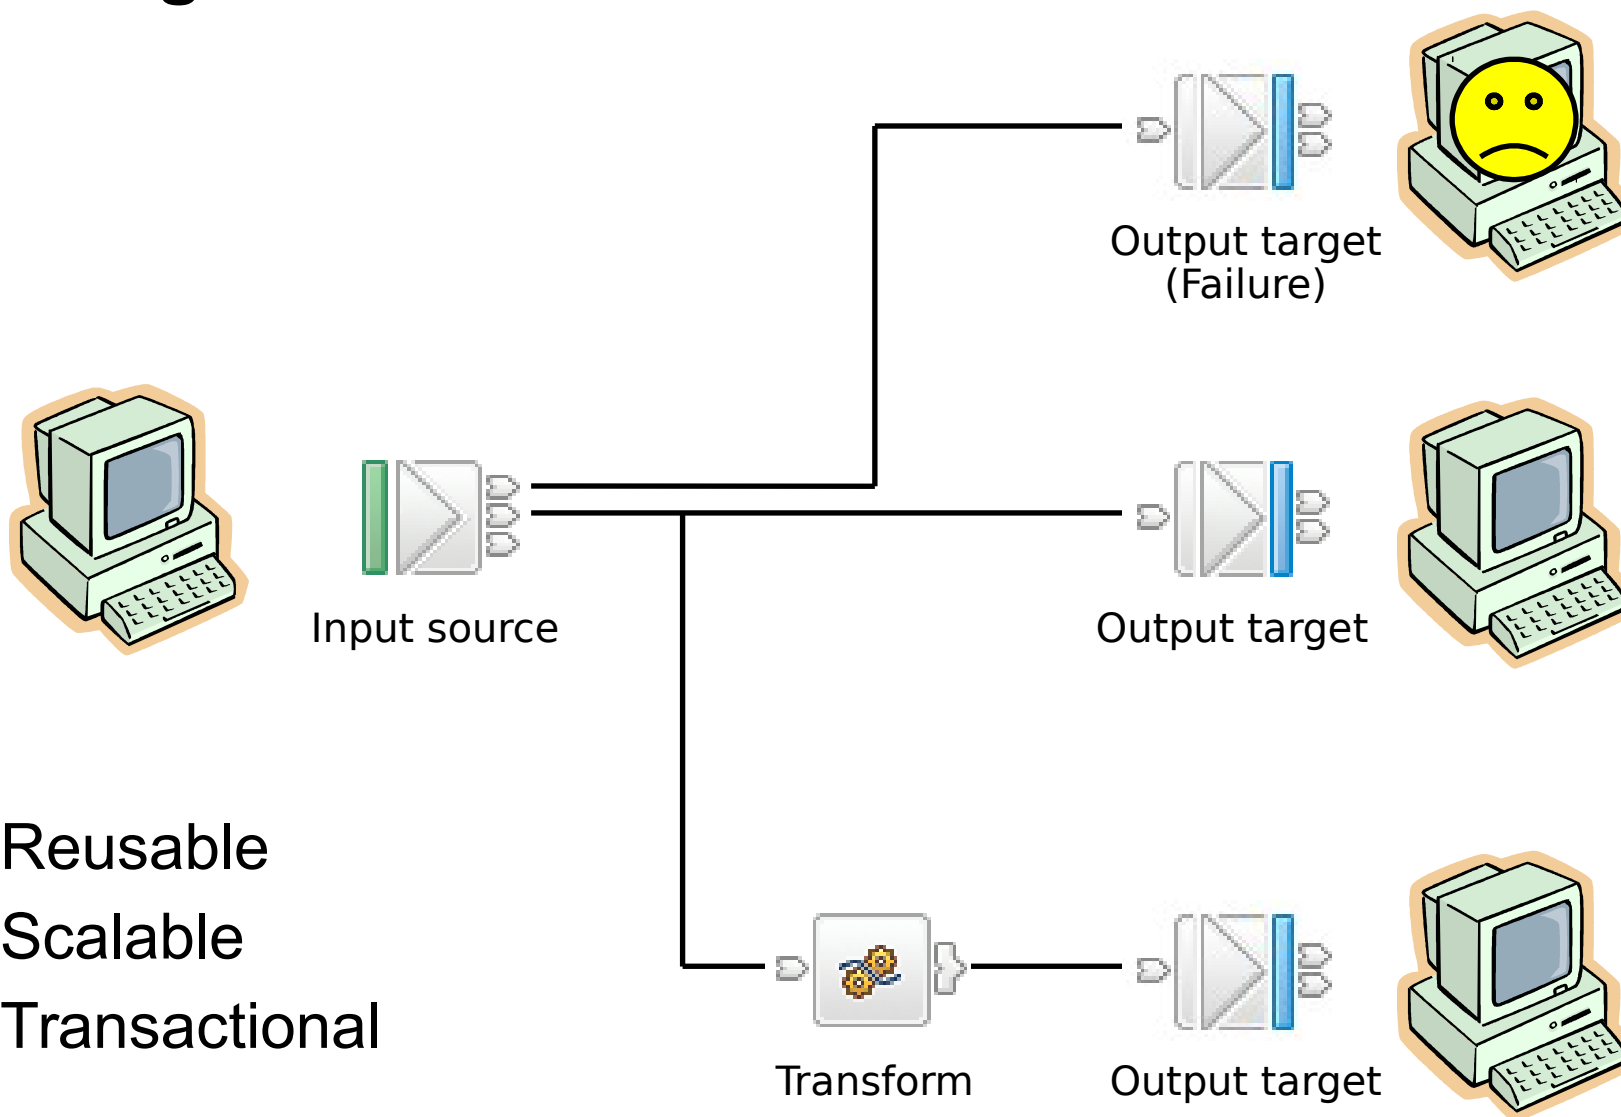 Output target
(Failure)
Input source
Output target
Reusable
Scalable
Transactional
Transform
Output target